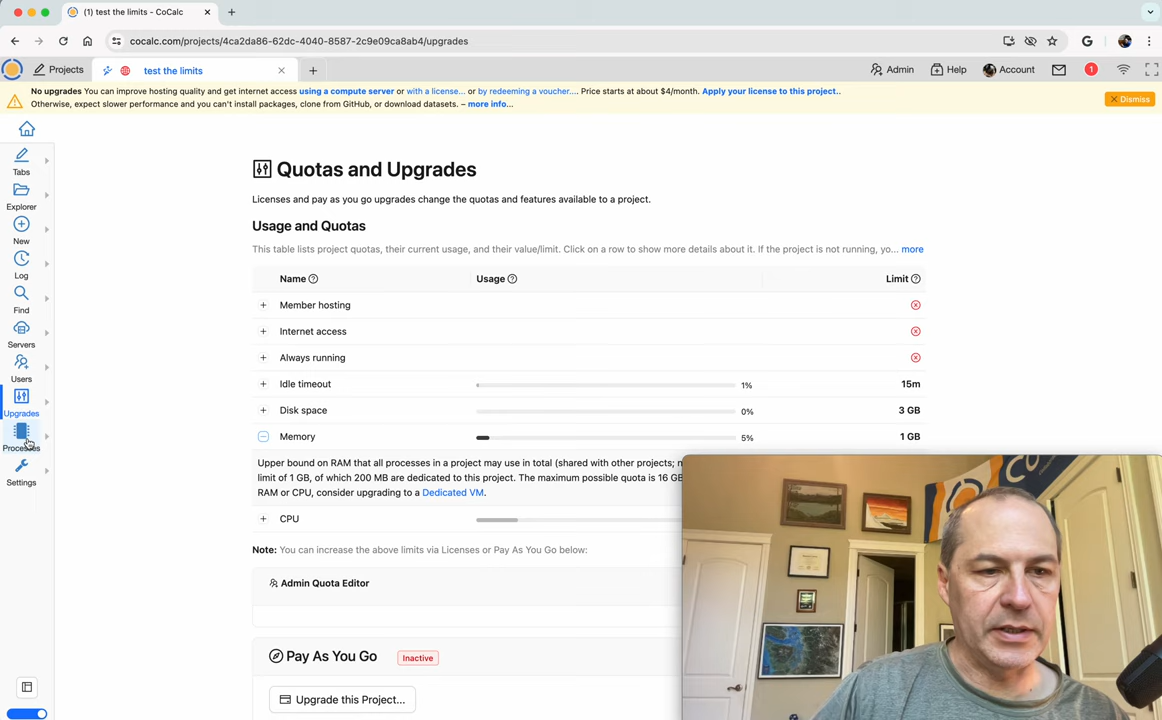 (1) test the limits - CoCalc
cocalc.com/projects/4ca2da86-62dc-4040-8587-2c9e09ca8ab4/upgrades
Projects
test the limits
Admin
Help
Account
1
No upgrades You can improve hosting quality and get internet access using a compute server or with a license... or by redeeming a voucher.... Price starts at about $4/month. Apply your license to this project..
Otherwise, expect slower performance and you can't install packages, clone from GitHub, or download datasets. – more info...
Dismiss
Tabs
Explorer
New
Log
Find
Servers
Users
Upgrades
Processes
Settings
Quotas and Upgrades
Licenses and pay as you go upgrades change the quotas and features available to a project.
Usage and Quotas
This table lists project quotas, their current usage, and their value/limit. Click on a row to show more details about it. If the project is not running, yo... more
Name Usage Limit
Member hosting
Internet access
Always running
Idle timeout 1% 15m
Disk space 0% 3 GB
Memory 5% 1 GB
Upper bound on RAM that all processes in a project may use in total (shared with other projects;
limit of 1 GB, of which 200 MB are dedicated to this project. The maximum possible quota is 16 GB
RAM or CPU, consider upgrading to a Dedicated VM.
CPU
Note: You can increase the above limits via Licenses or Pay As You Go below:
Admin Quota Editor
Pay As You Go Inactive
Upgrade this Project...